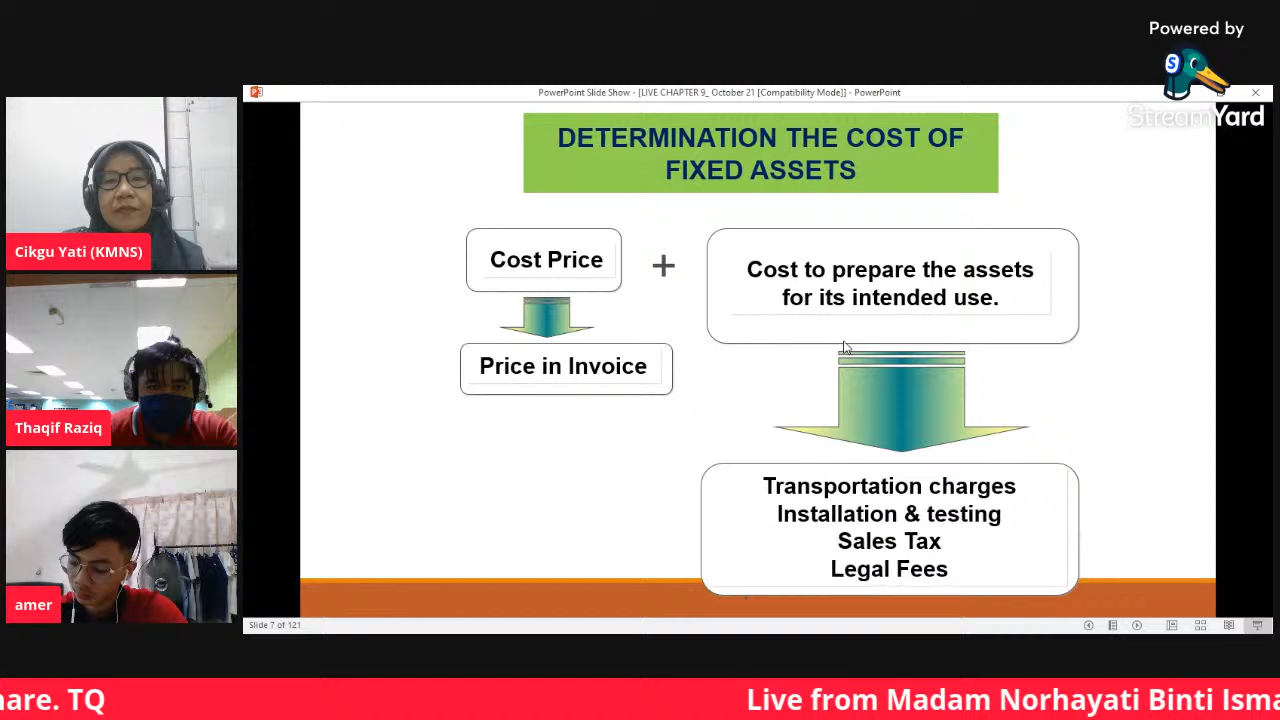 Powered by
StreamYard
PowerPoint Slide Show - [LIVE CHAPTER 9_ October 21 [Compatibility Mode]] - PowerPoint
DETERMINATION THE COST OF
FIXED ASSETS
Cost Price
+
Cost to prepare the assets
for its intended use.
Price in Invoice
Transportation charges
Installation & testing
Sales Tax
Legal Fees
Cikgu Yati (KMNS)
Thaqif Raziq
amer
Slide 7 of 121
hare. TQ
Live from Madam Norhayati Binti Isma